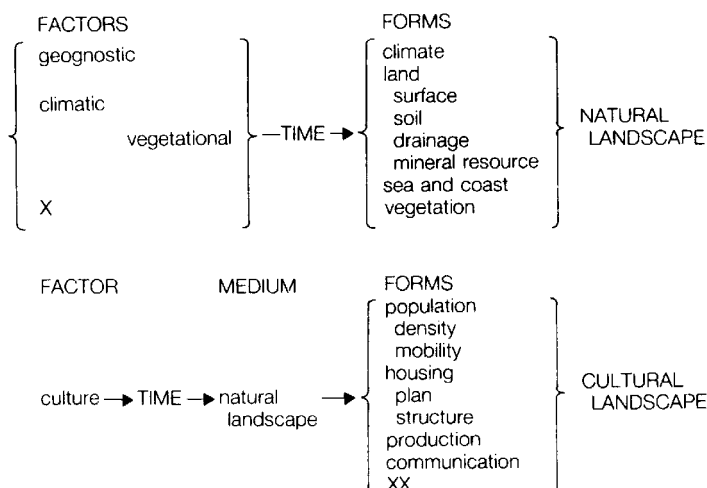 FACTORS
geognostic
climatic
vegetational
X
TIME
FORMS
climate
land
surface
soil
drainage
mineral resource
sea and coast
vegetation
NATURAL
LANDSCAPE
FACTOR
culture
TIME
MEDIUM
natural
landscape
FORMS
population
density
mobility
housing
plan
structure
production
communication
XX
CULTURAL
LANDSCAPE